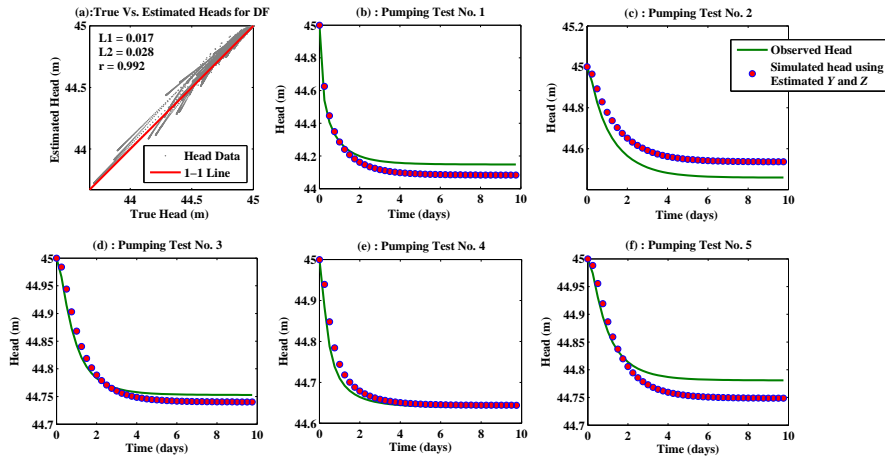 (a):True Vs. Estimated Heads for DF
45
44.5
44
Estimated Head (m)
L1 = 0.017
L2 = 0.028
r = 0.992
Head Data
1−1 Line
44
44.5
45
True Head (m)
(b) : Pumping Test No. 1
45
44.8
44.6
44.4
44.2
44
Head (m)
0
2
4
6
8
10
Time (days)
(c) : Pumping Test No. 2
45.2
45
44.8
44.6
Head (m)
0
2
4
6
8
10
Time (days)
Observed Head
Simulated head using
Estimated Y and Z
(d) : Pumping Test No. 3
45
44.95
44.9
44.85
44.8
44.75
44.7
Head (m)
0
2
4
6
8
10
Time (days)
(e) : Pumping Test No. 4
45
44.9
44.8
44.7
44.6
Head (m)
0
2
4
6
8
10
Time (days)
(f) : Pumping Test No. 5
45
44.95
44.9
44.85
44.8
44.75
44.7
Head (m)
0
2
4
6
8
10
Time (days)